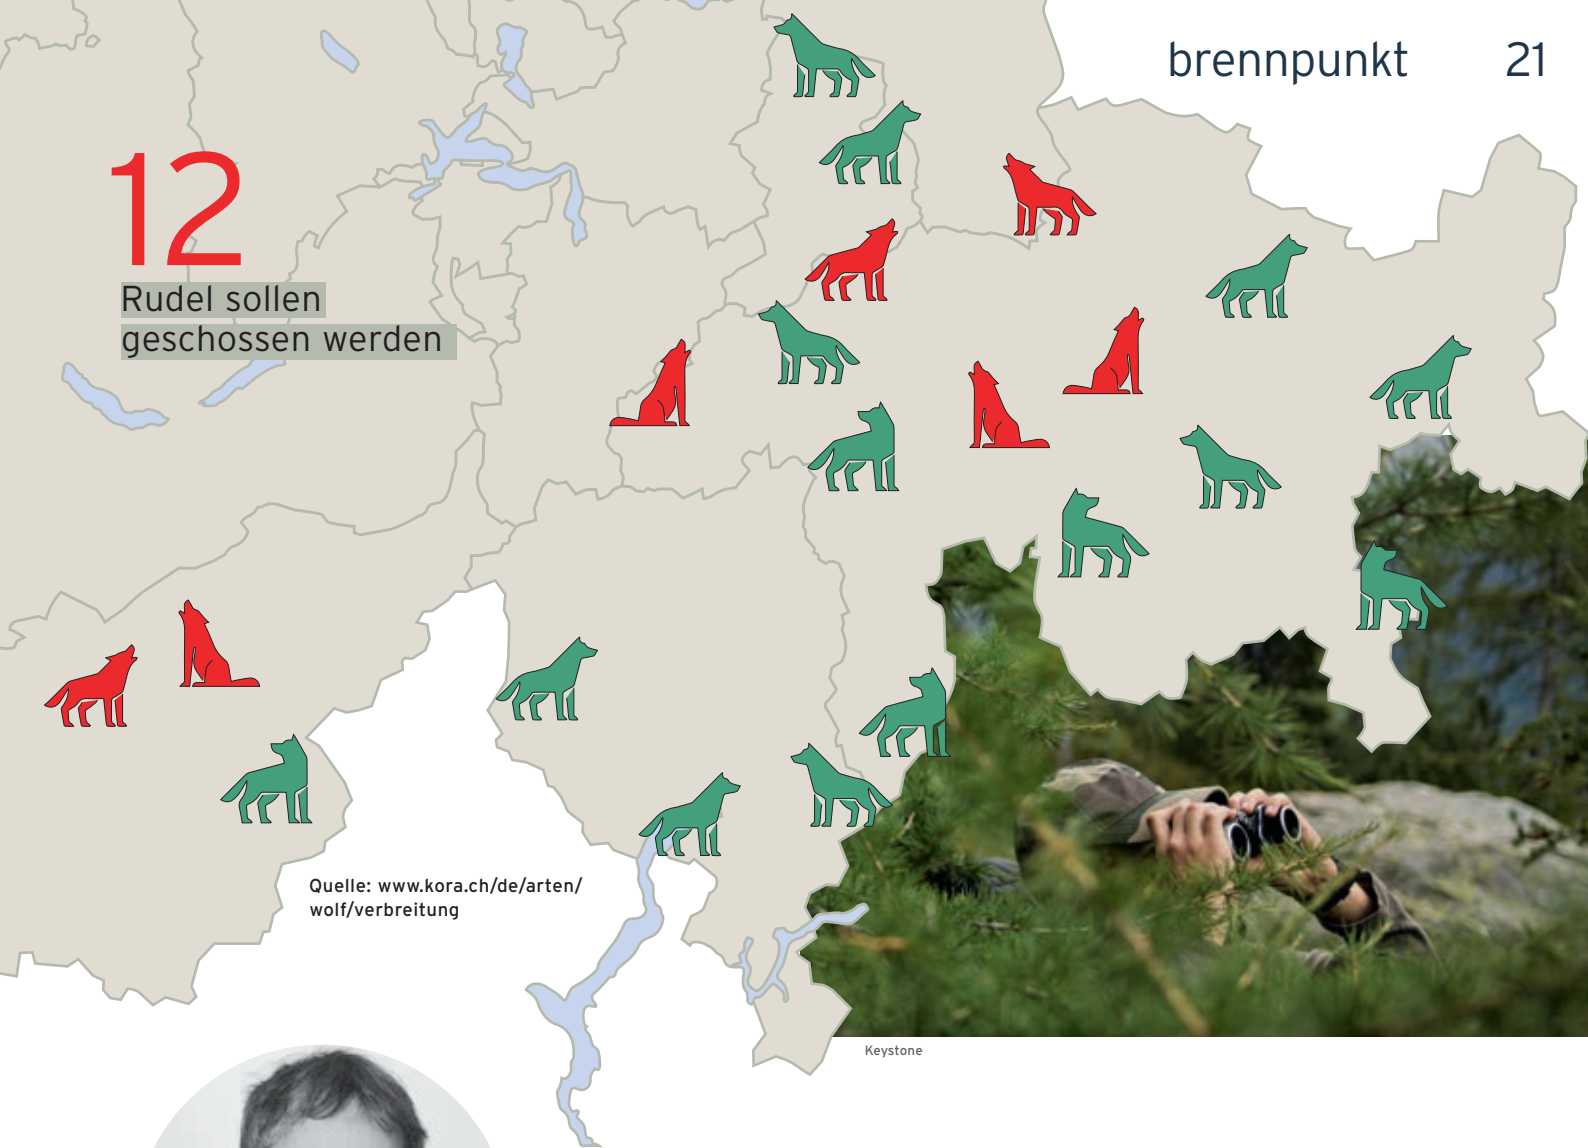 brennpunkt 21
12
Rudel sollen
geschossen werden
Quelle: www.kora.ch/de/arten/
wolf/verbreitung
Keystone